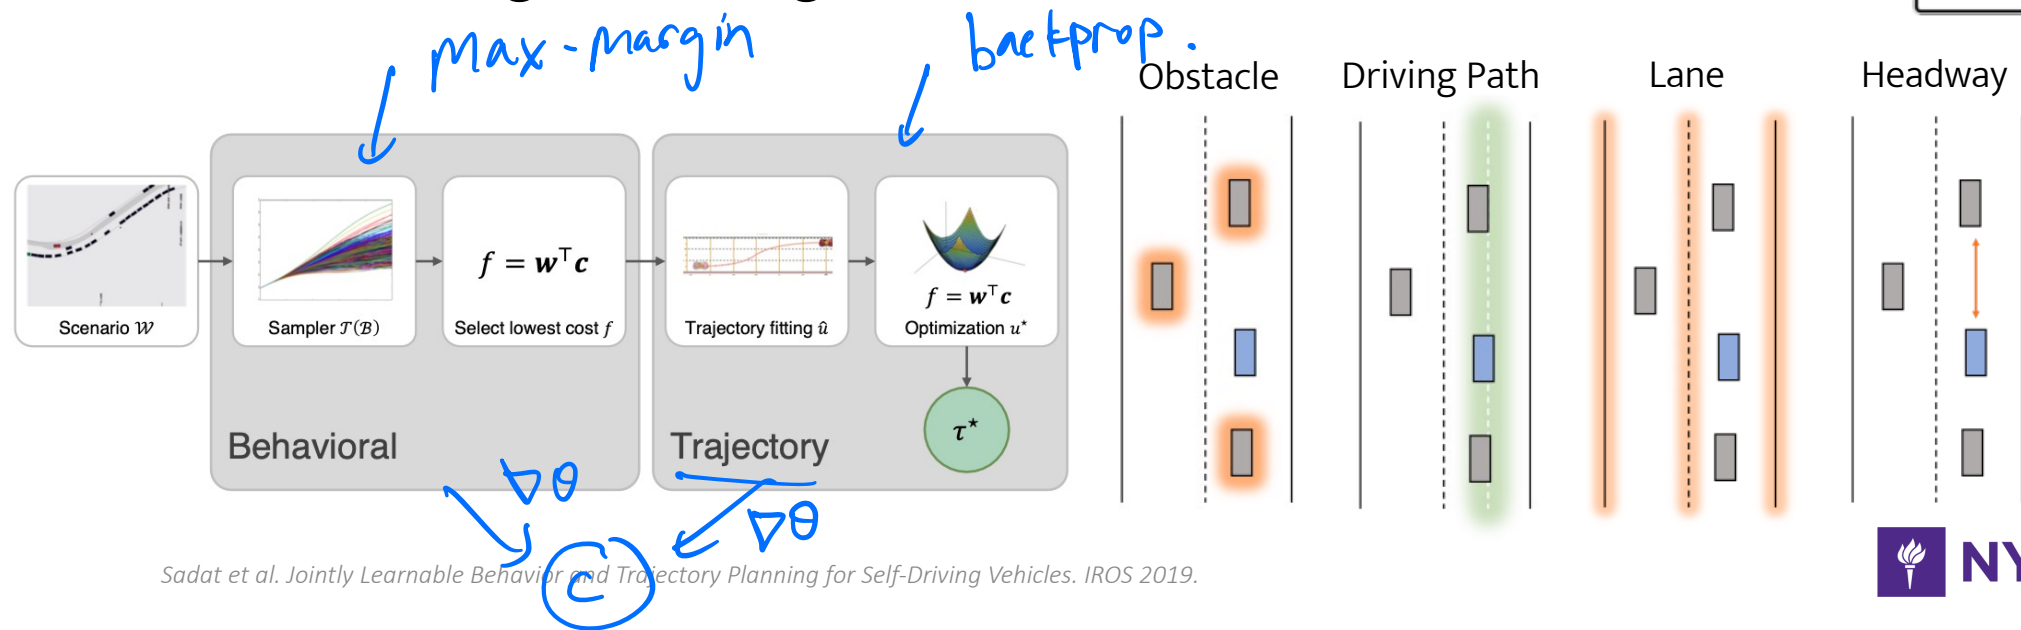 max-margin
backprop.
Obstacle
Driving Path
Lane
Headway
Scenario 𝒲
Sampler 𝒯(ℬ)
f = w⊤c
Select lowest cost f
Trajectory fitting û
f = w⊤c
Optimization u*
τ*
Behavioral
Trajectory
∇θ
∇θ
C
Sadat et al. Jointly Learnable Behavior and Trajectory Planning for Self-Driving Vehicles. IROS 2019.
NY